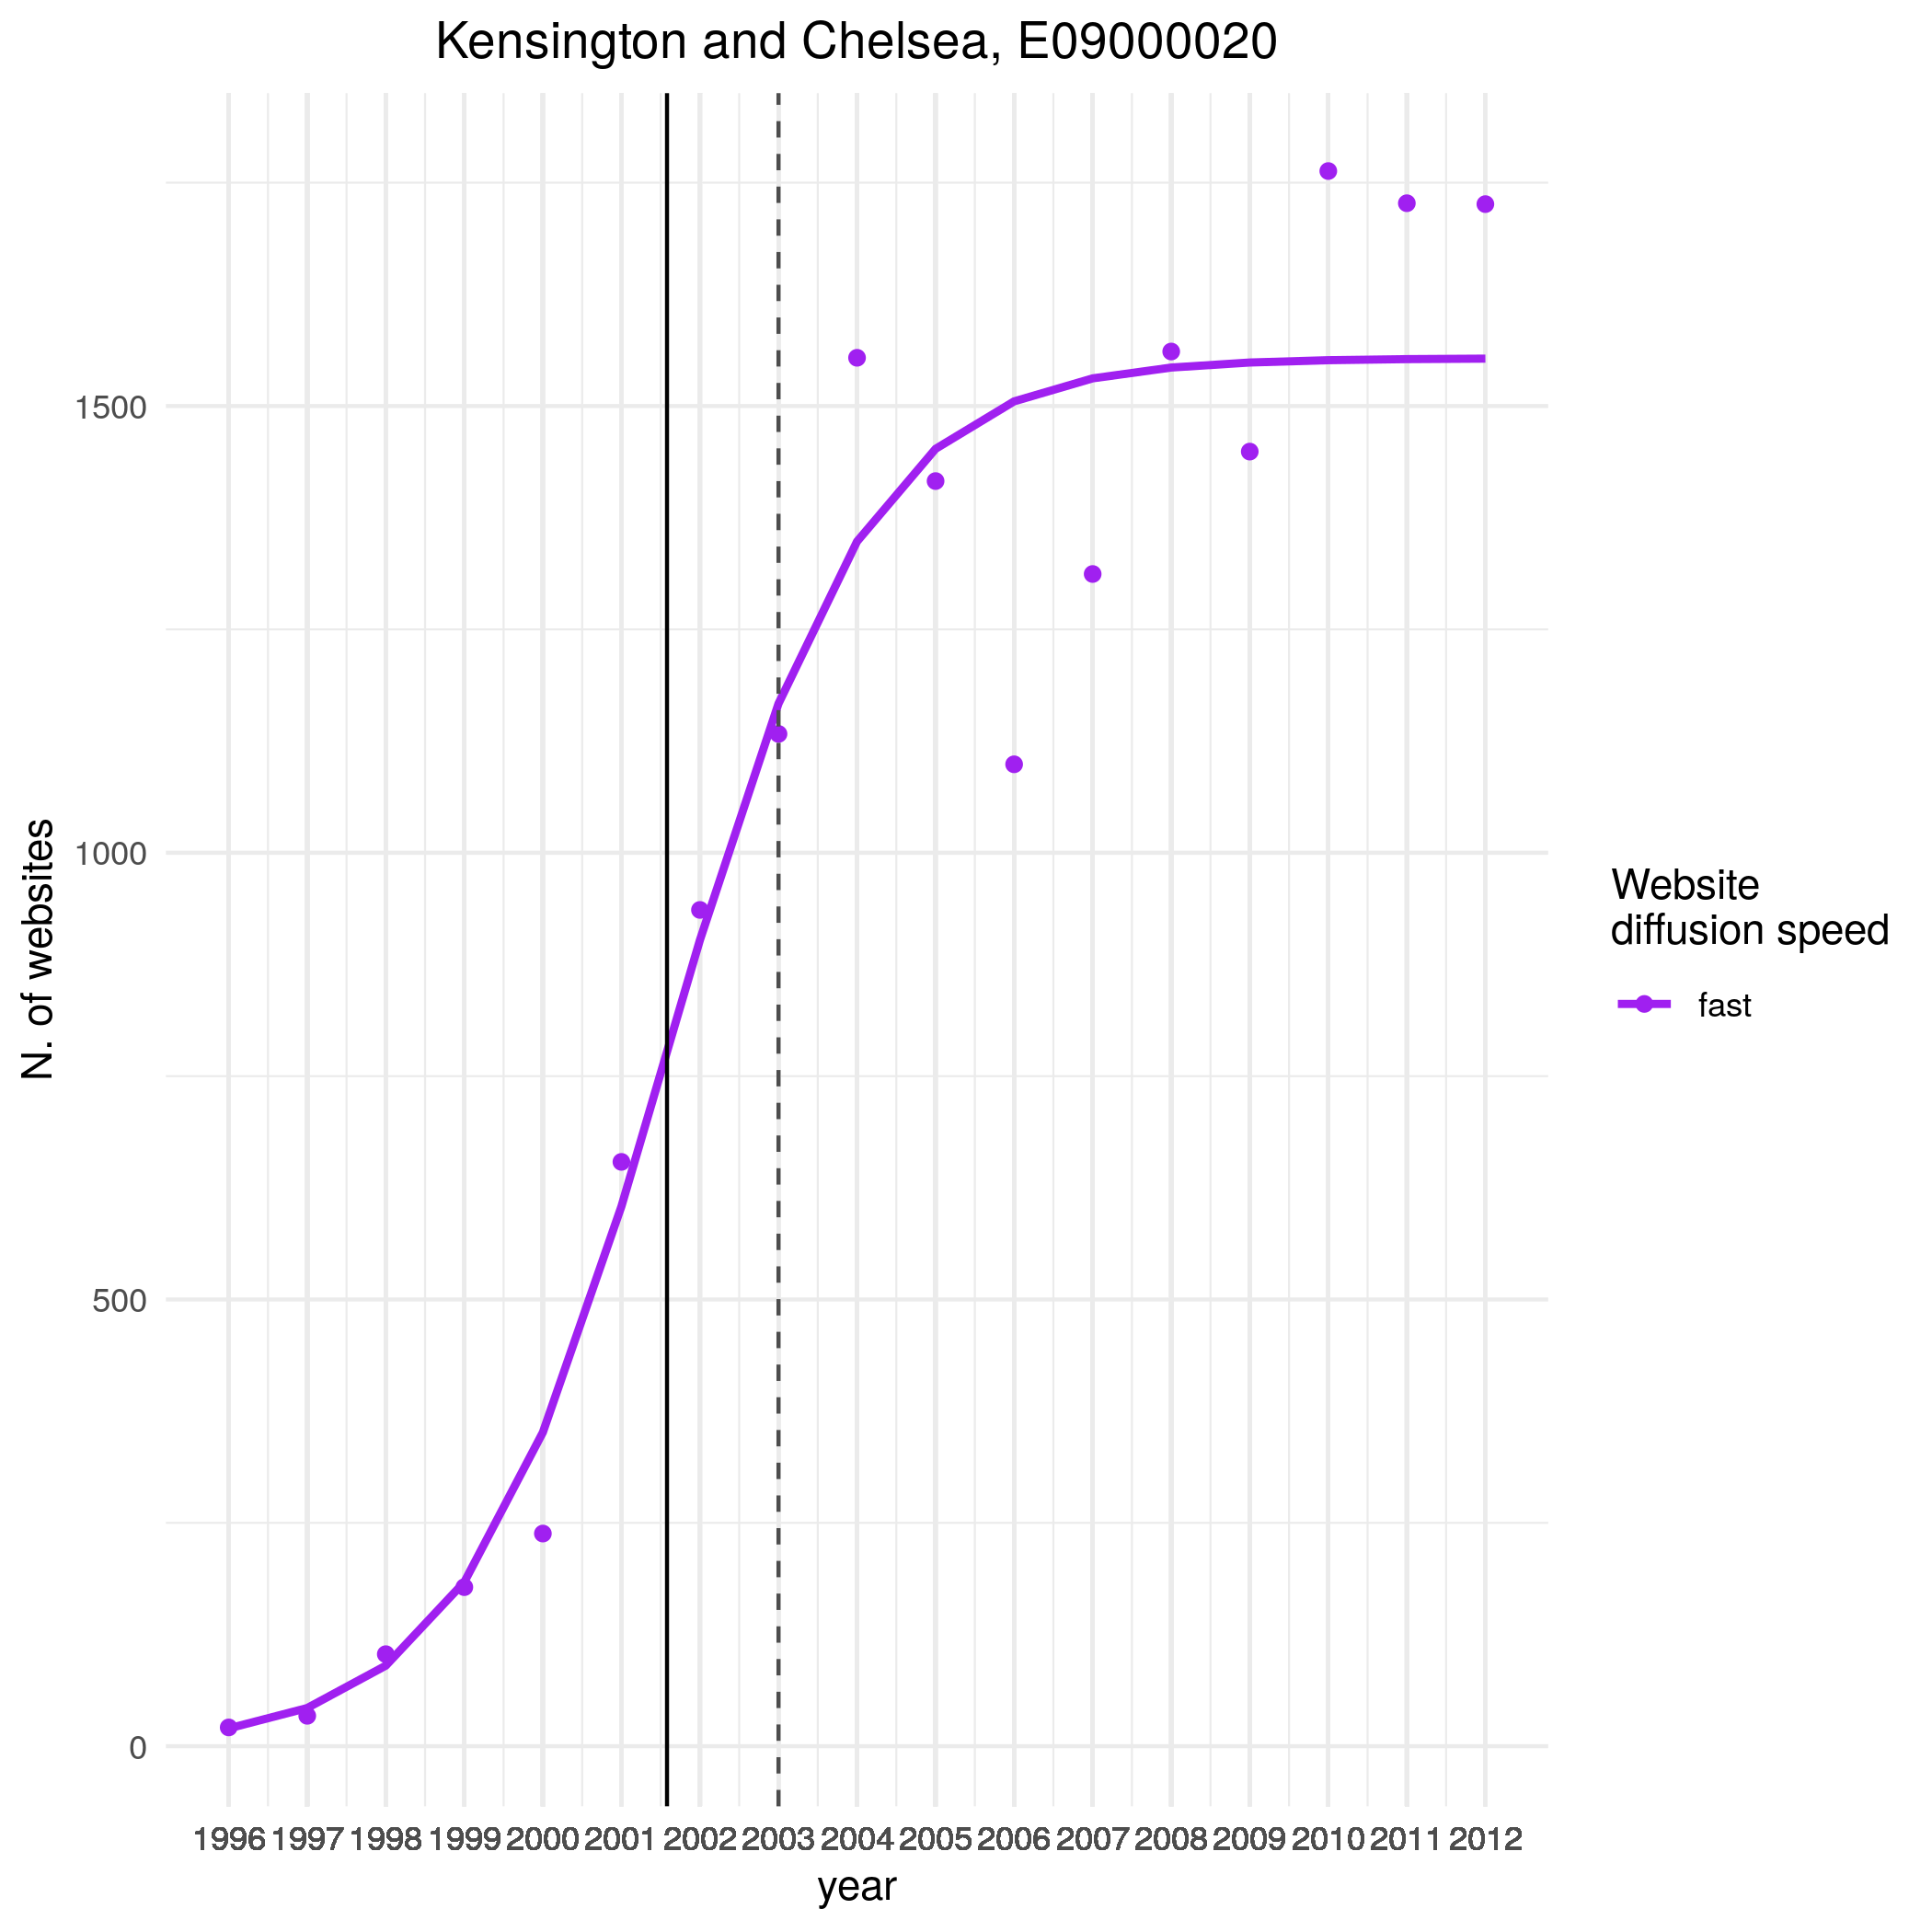 Kensington and Chelsea, E09000020
1500
1000
500
0
N. of websites
1996 1997 1998 1999 2000 2001 2002 2003 2004 2005 2006 2007 2008 2009 2010 2011 2012
year
Website
diffusion speed
fast